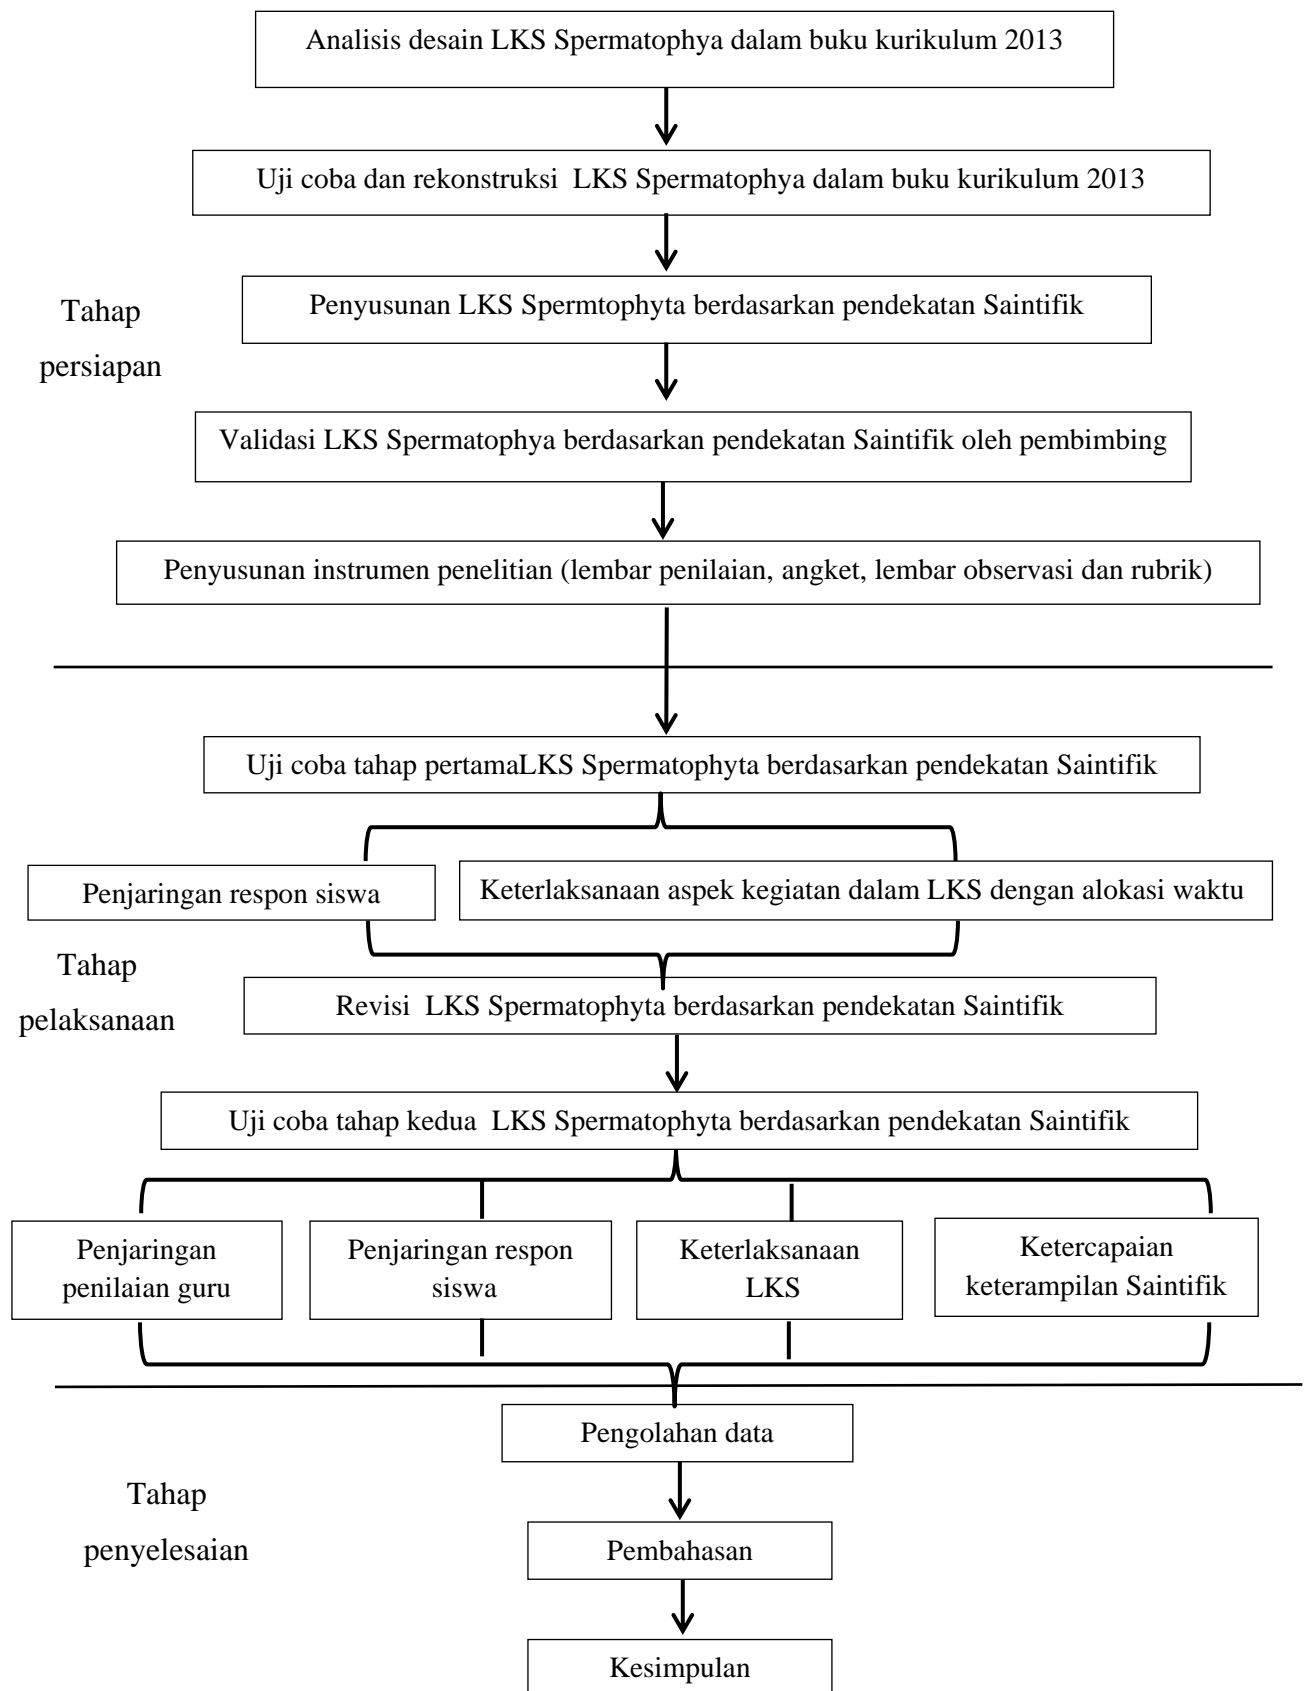 Analisis desain LKS Spermatophya dalam buku kurikulum 2013
Uji coba dan rekonstruksi LKS Spermatophya dalam buku kurikulum 2013
Tahap
persiapan
Penyusunan LKS Spermtophyta berdasarkan pendekatan Saintifik
Validasi LKS Spermatophya berdasarkan pendekatan Saintifik oleh pembimbing
Penyusunan instrumen penelitian (lembar penilaian, angket, lembar observasi dan rubrik)
Uji coba tahap pertamaLKS Spermatophyta berdasarkan pendekatan Saintifik
Penjaringan respon siswa
Keterlaksanaan aspek kegiatan dalam LKS dengan alokasi waktu
Tahap
pelaksanaan
Revisi LKS Spermatophyta berdasarkan pendekatan Saintifik
Uji coba tahap kedua LKS Spermatophyta berdasarkan pendekatan Saintifik
Penjaringan
penilaian guru
Penjaringan respon
siswa
Keterlaksanaan
LKS
Ketercapaian
keterampilan Saintifik
Pengolahan data
Tahap
penyelesaian
Pembahasan
Kesimpulan